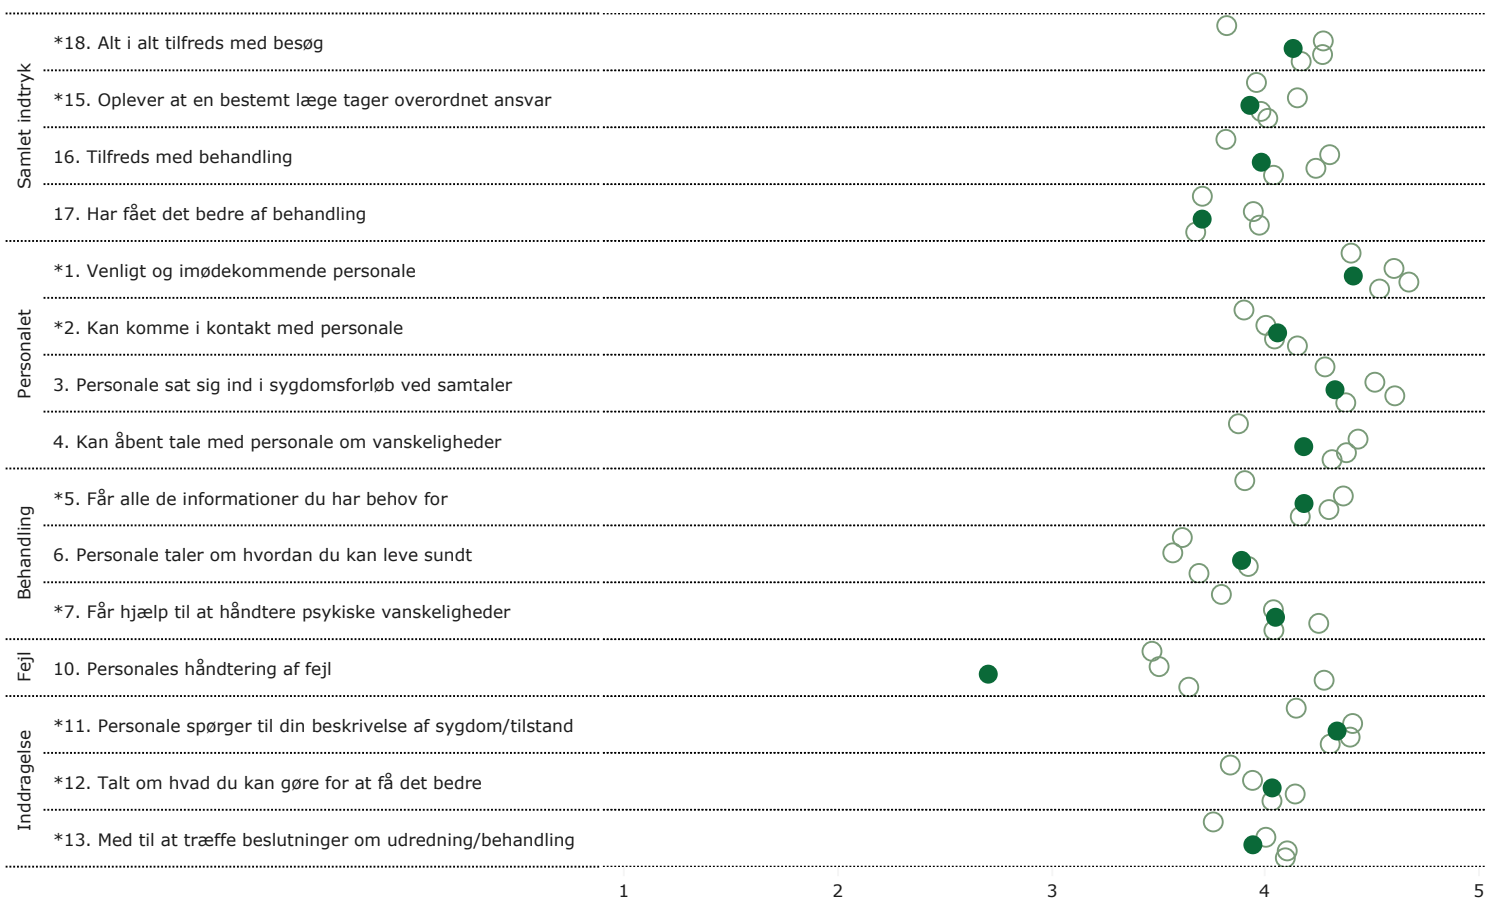 Samlet indtryk
*18. Alt i alt tilfreds med besøg
*15. Oplever at en bestemt læge tager overordnet ansvar
16. Tilfreds med behandling
17. Har fået det bedre af behandling
Personalet
*1. Venligt og imødekommende personale
*2. Kan komme i kontakt med personale
3. Personale sat sig ind i sygdomsforløb ved samtaler
4. Kan åbent tale med personale om vanskeligheder
Behandling
*5. Får alle de informationer du har behov for
6. Personale taler om hvordan du kan leve sundt
*7. Får hjælp til at håndtere psykiske vanskeligheder
Fejl
10. Personales håndtering af fejl
Inddragelse
*11. Personale spørger til din beskrivelse af sygdom/tilstand
*12. Talt om hvad du kan gøre for at få det bedre
*13. Med til at træffe beslutninger om udredning/behandling
1 2 3 4 5